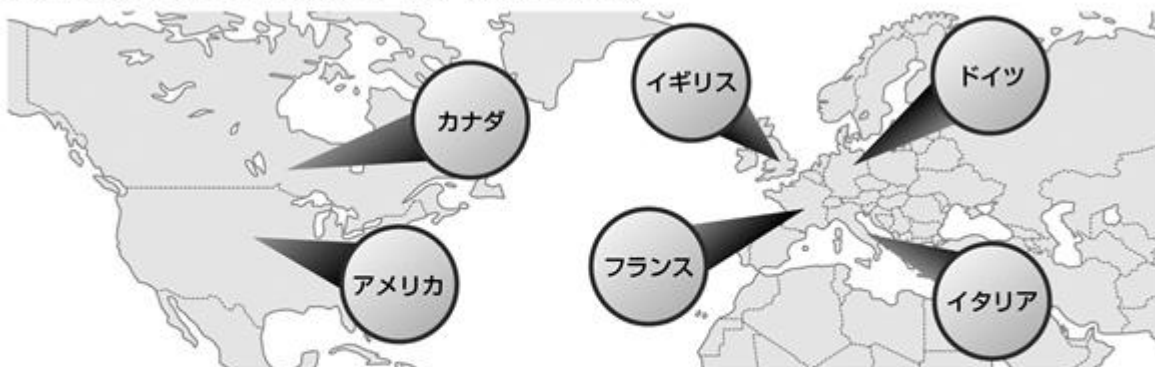 イギリス
ドイツ
カナダ
フランス
アメリカ
イタリア